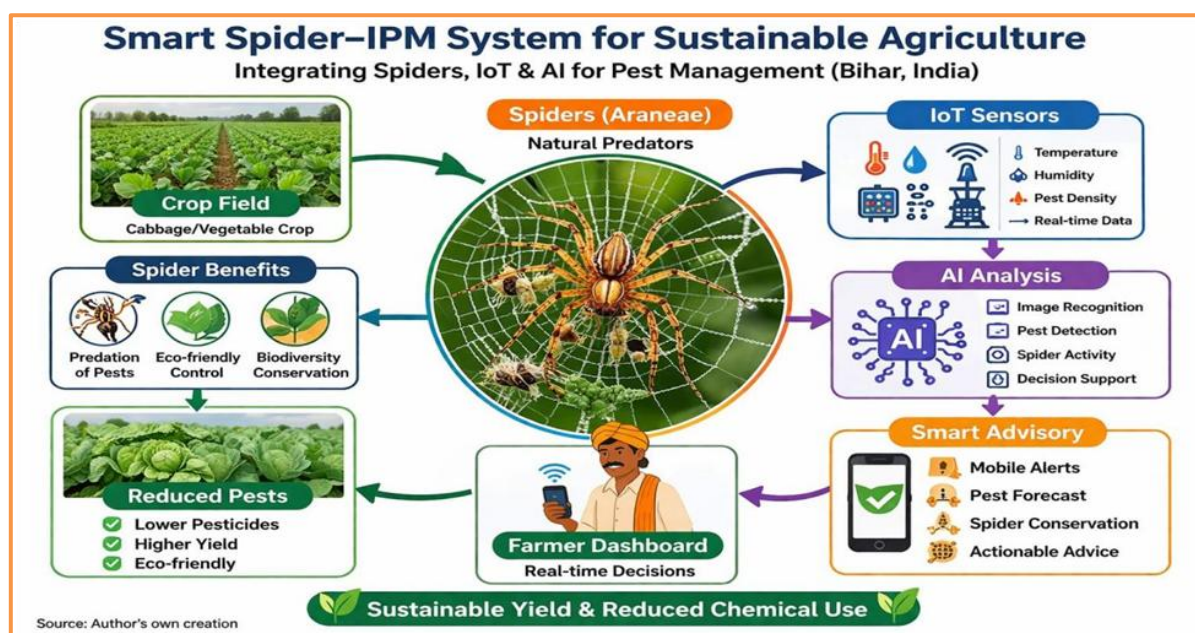 Smart Spider–IPM System for Sustainable Agriculture
Integrating Spiders, IoT & AI for Pest Management (Bihar, India)
Crop Field
Cabbage/Vegetable Crop
Spiders (Araneae)
Natural Predators
IoT Sensors
Temperature
Humidity
Pest Density
Real-time Data
Spider Benefits
Predation
of Pests
Eco-friendly
Control
Biodiversity
Conservation
AI Analysis
AI
Image Recognition
Pest Detection
Spider Activity
Decision Support
Reduced Pests
Lower Pesticides
Higher Yield
Eco-friendly
Farmer Dashboard
Real-time Decisions
Smart Advisory
Mobile Alerts
Pest Forecast
Spider Conservation
Actionable Advice
Sustainable Yield & Reduced Chemical Use
Source: Author's own creation